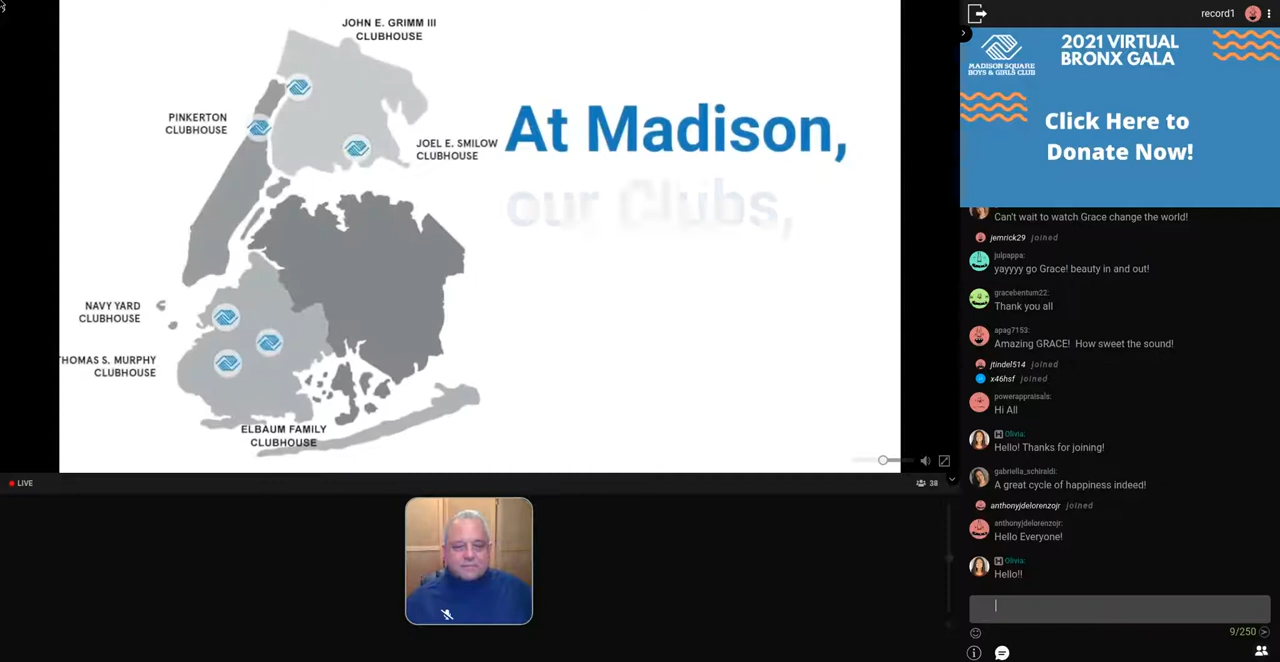 JOHN E. GRIMM III
CLUBHOUSE
PINKERTON
CLUBHOUSE
JOEL E. SMILOW
CLUBHOUSE
At Madison,
our Clubs,
NAVY YARD
CLUBHOUSE
THOMAS S. MURPHY
CLUBHOUSE
ELBAUM FAMILY
CLUBHOUSE
LIVE
38
record1
MADISON SQUARE
BOYS & GIRLS CLUB
2021 VIRTUAL
BRONX GALA
Click Here to
Donate Now!
Can't wait to watch Grace change the world!
jemrick29 joined
julpappa:
yayyyy go Grace! beauty in and out!
gracebentum22:
Thank you all
apag7153:
Amazing GRACE! How sweet the sound!
jtindel514 joined
x46hsf joined
powerappraisals:
Hi All
H Olivia:
Hello! Thanks for joining!
gabriella_schiraldi:
A great cycle of happiness indeed!
anthonyjdelorenzojr joined
anthonyjdelorenzojr:
Hello Everyone!
H Olivia:
Hello!!
9/250